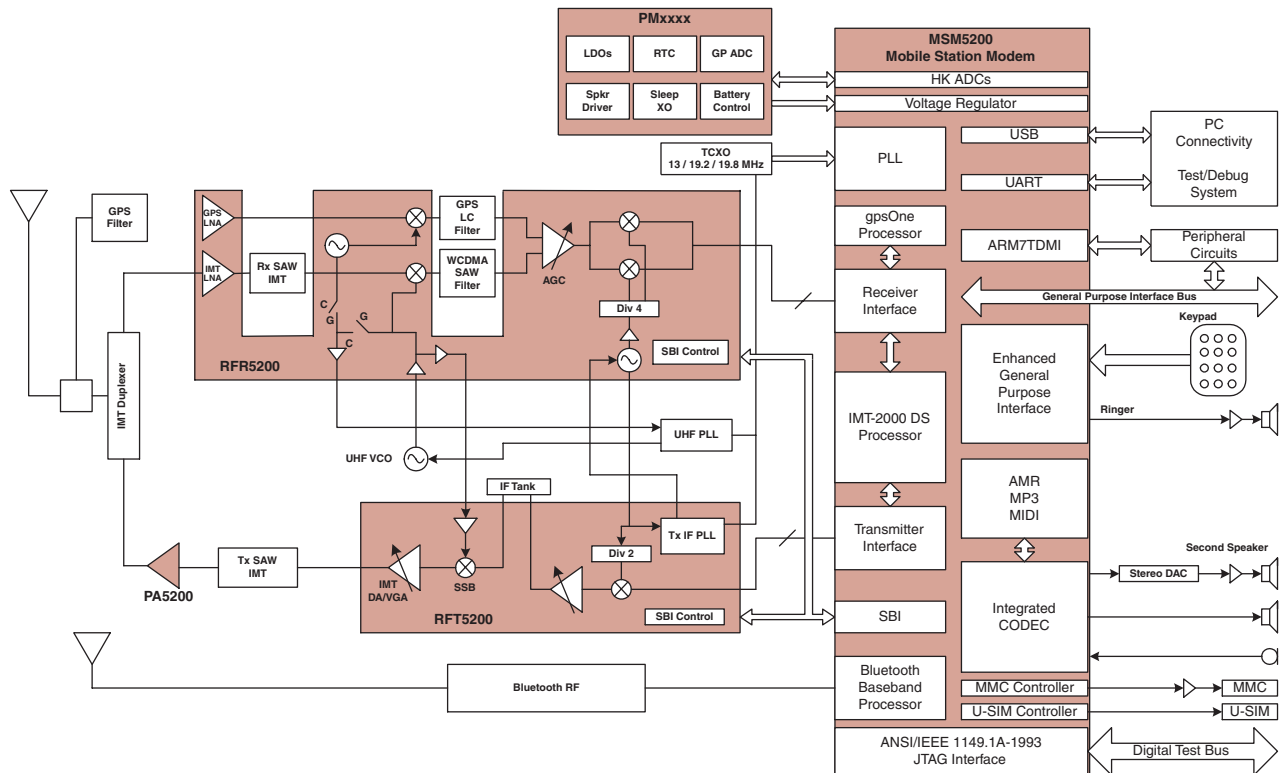 PMxxxx
LDOs
RTC
GP ADC
Spkr
Driver
Sleep
XO
Battery
Control
MSM5200
Mobile Station Modem
HK ADCs
Voltage Regulator
PLL
USB
UART
PC
Connectivity
Test/Debug
System
TCXO
13 / 19.2 / 19.8 MHz
GPS
Filter
GPS
LNA
IMT
LNA
Rx SAW
IMT
GPS
LC
Filter
WCDMA
SAW
Filter
AGC
Div 4
SBI Control
C
G
G
C
RFR5200
gpsOne
Processor
ARM7TDMI
Peripheral
Circuits
Receiver
Interface
General Purpose Interface Bus
Keypad
Enhanced
General
Purpose
Interface
Ringer
IMT Duplexer
IMT-2000 DS
Processor
UHF PLL
UHF VCO
IF Tank
AMR
MP3
MIDI
Tx IF PLL
Div 2
Transmitter
Interface
Tx SAW
IMT
PA5200
IMT
DA/VGA
SSB
RFT5200
SBI Control
SBI
Second Speaker
Stereo DAC
Integrated
CODEC
Bluetooth RF
Bluetooth
Baseband
Processor
MMC Controller
MMC
U-SIM Controller
U-SIM
ANSI/IEEE 1149.1A-1993
JTAG Interface
Digital Test Bus